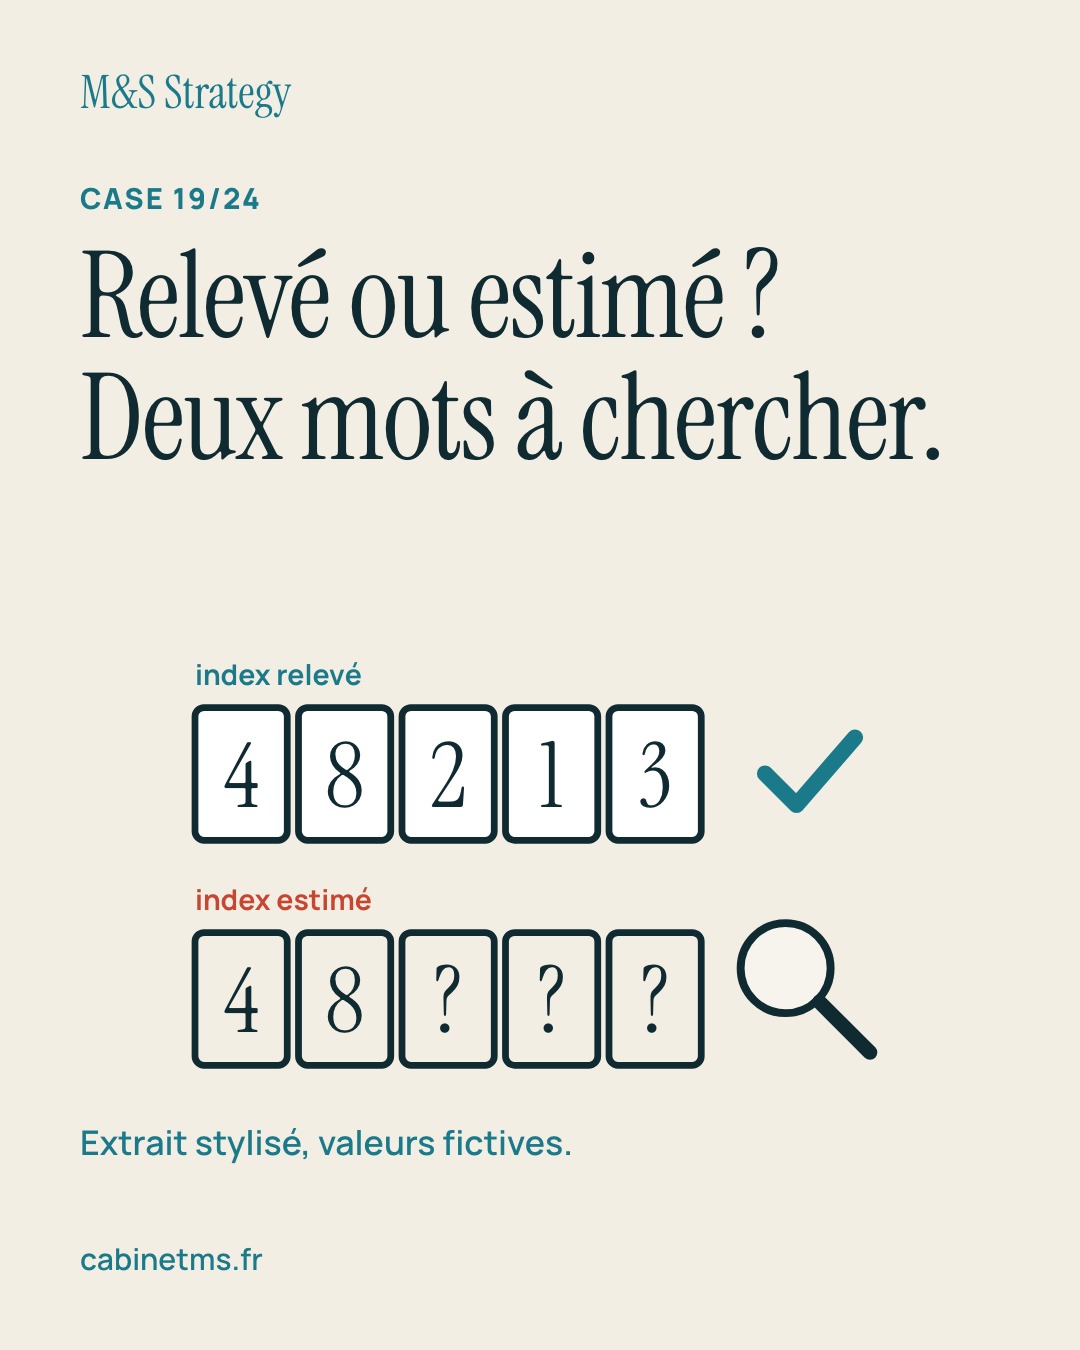 M&S Strategy
CASE 19/24
Relevé ou estimé ?
Deux mots à chercher.
index relevé
4 8 2 1 3
index estimé
4 8 ? ? ?
Extrait stylisé, valeurs fictives.
cabinetms.fr